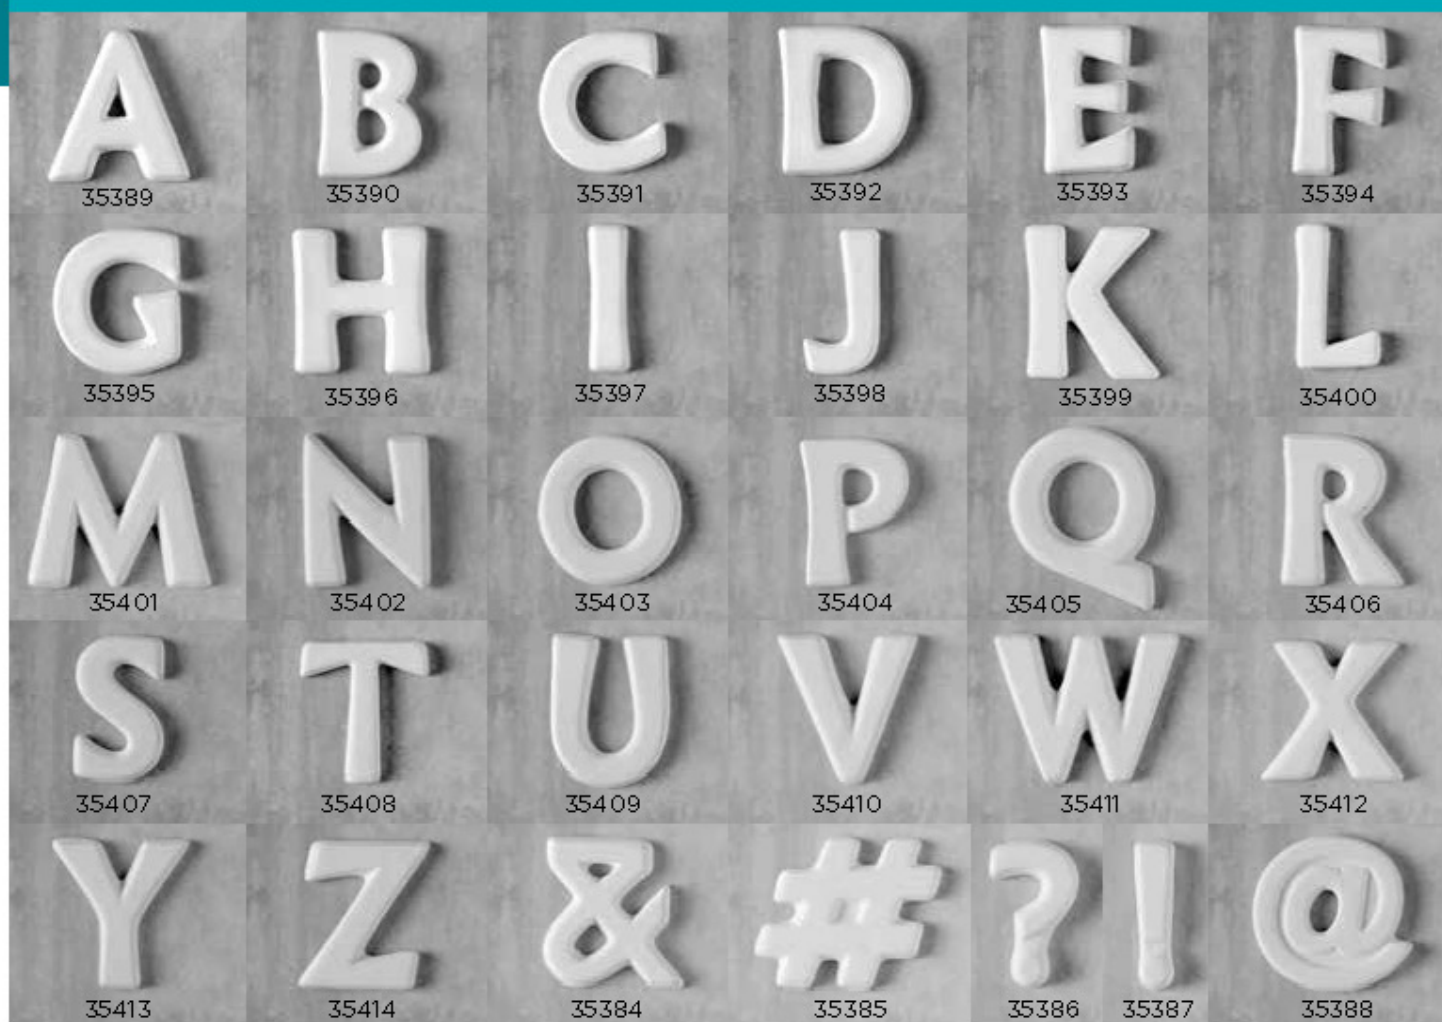 A B C D E F
35389 35390 35391 35392 35393 35394
G H I J K L
35395 35396 35397 35398 35399 35400
M N O P Q R
35401 35402 35403 35404 35405 35406
S T U V W X
35407 35408 35409 35410 35411 35412
Y Z & # ? ! @
35413 35414 35384 35385 35386 35387 35388